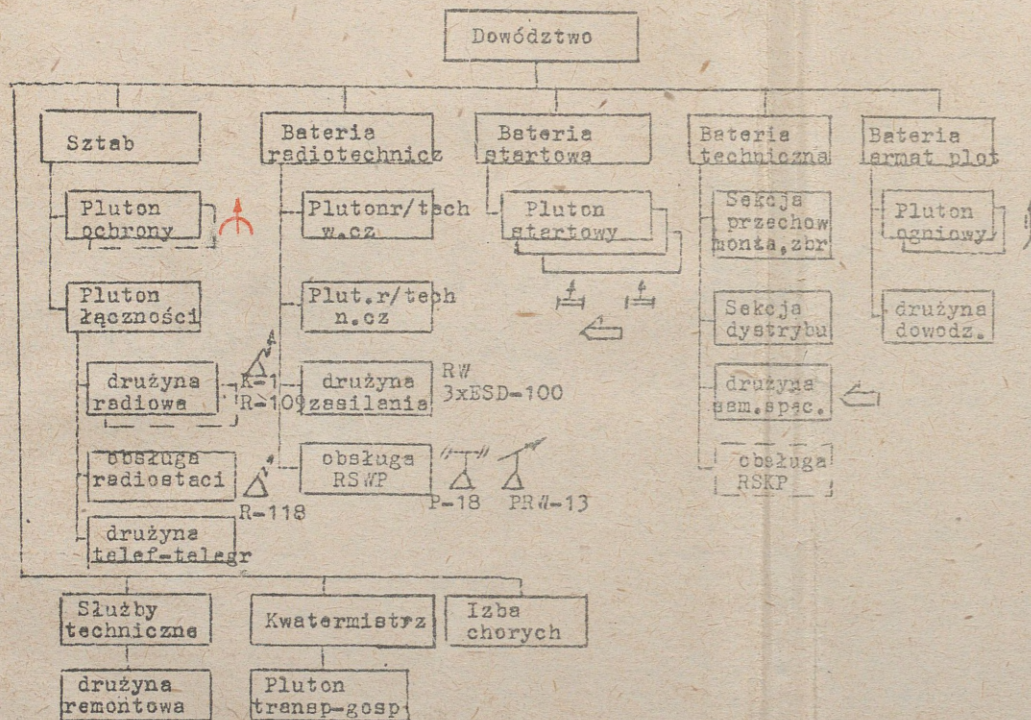 Dowództwo
Sztab
Bateria
radiotechnicz
Bateria
startowa
Bateria
techniczna
Bateria
armat plot
Pluton
ochrony
Plutonr/tech
w.cz
Pluton
startowy
Sekcja
przechow
monta,zbr
Pluton
ogniowy
Pluton
łączności
Plut.r/tech
n.cz
Sekcja
dystrybu
drużyna
dowodz.
drużyna
radiowa
K-1
R-109
drużyna
zasilania
RW
3xESD-100
drużyna
sam.spec.
obsługa
radiostaci
R-118
obsługa
RSWP
P-18
PRW-13
obsługa
RSKP
drużyna
telef-telegr
Służby
techniczne
Kwatermistrz
Izba
chorych
drużyna
remontowa
Pluton
transp-gosp